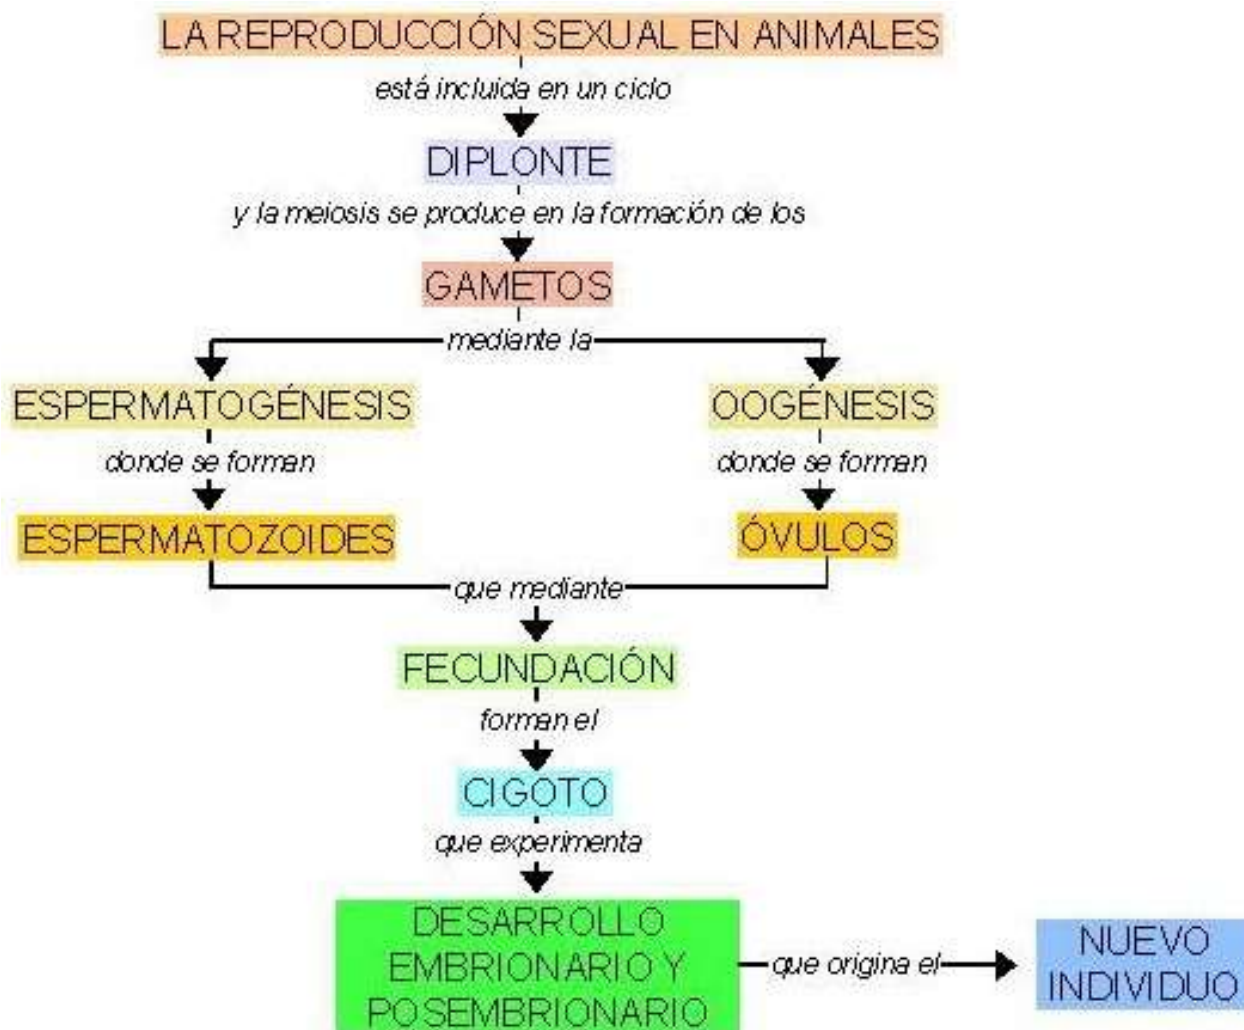 LA REPRODUCCIÓN SEXUAL EN ANIMALES
está incluida en un ciclo
DIPLONTE
y la meiosis se produce en la formación de los
GAMETOS
mediante la
ESPERMATOGÉNESIS
OOGÉNESIS
donde se forman
donde se forman
ESPERMATOZOIDES
ÓVULOS
que mediante
FECUNDACIÓN
forman el
CIGOTO
que experimenta
DESARROLLO
EMBRIONARIO Y
POSEMBRIONARIO
que origina el
NUEVO
INDIVIDUO